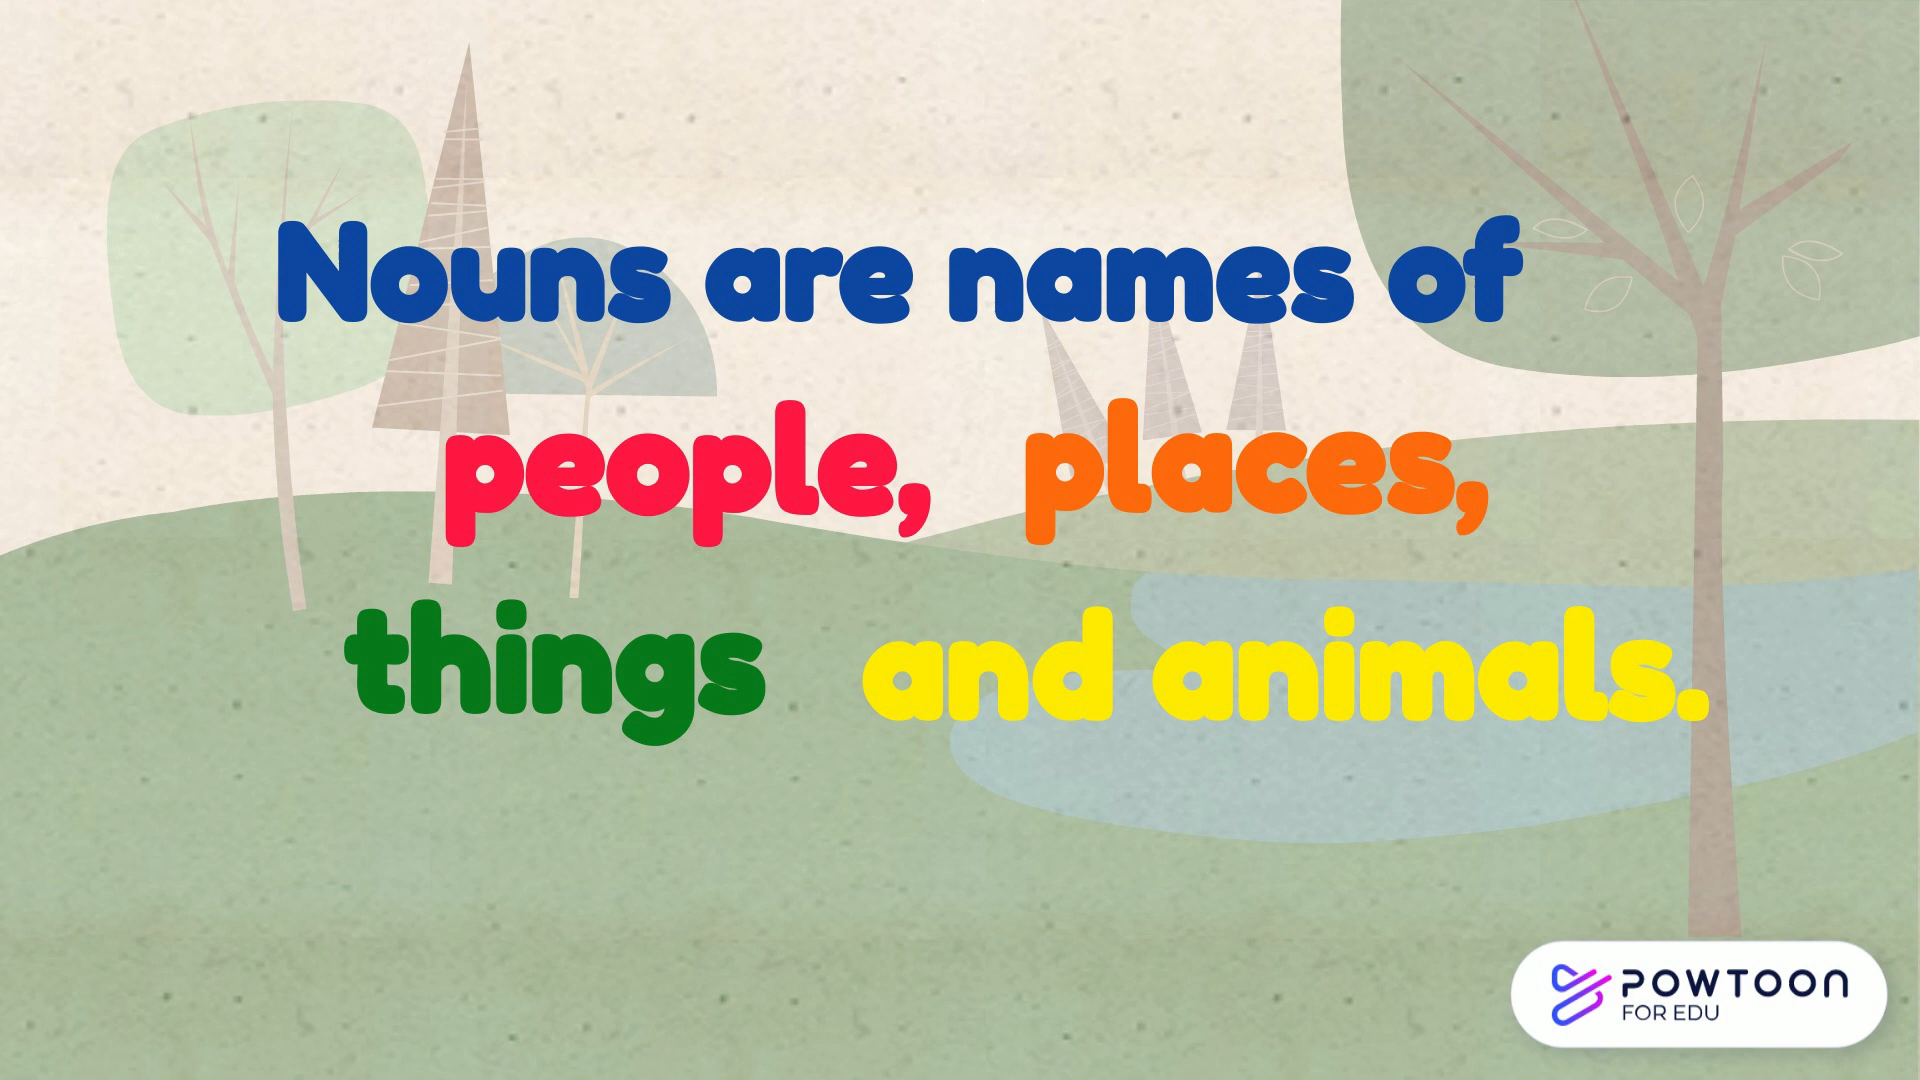 Nouns are names of
people, places,
things and animals.
POWTOON
FOR EDU